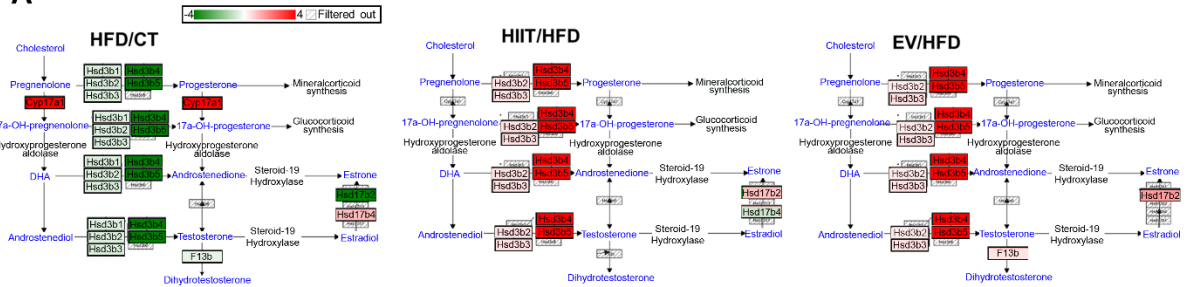 -4 4 Filtered out
HFD/CT
Cholesterol
Hsd3b1 Hsd3b4
Pregnenolone Hsd3b2 Hsd3b5 Progesterone Mineralcorticoid
Hsd3b3 synthesis
Cyp17a1 Cyp17a1
Hsd3b1 Hsd3b4
17a-OH-pregnenolone Hsd3b2 Hsd3b5 17a-OH-progesterone Glucocorticoid
Hsd3b3 synthesis
Hydroxyprogesterone Hydroxyprogesterone
aldolase aldolase
Hsd3b1 Hsd3b4 Steroid-19 Estrone
DHA Hsd3b2 Hsd3b5 Androstenedione Hydroxylase
Hsd3b3 Hsd17b2
Hsd17b4
Hsd3b1 Hsd3b4
Androstenediol Hsd3b2 Hsd3b5 Testosterone Steroid-19 Estradiol
Hsd3b3 Hydroxylase
F13b
Dihydrotestosterone
HIIT/HFD
Cholesterol
Hsd3b4
Pregnenolone Hsd3b2 Hsd3b5 Progesterone Mineralcorticoid
Hsd3b3 synthesis
Hsd3b4
17a-OH-pregnenolone Hsd3b2 Hsd3b5 17a-OH-progesterone Glucocorticoid
Hsd3b3 synthesis
Hydroxyprogesterone Hydroxyprogesterone
aldolase aldolase
Hsd3b4 Steroid-19 Estrone
DHA Hsd3b2 Hsd3b5 Androstenedione Hydroxylase
Hsd3b3 Hsd17b2
Hsd17b4
Hsd3b4
Androstenediol Hsd3b2 Hsd3b5 Testosterone Steroid-19 Estradiol
Hsd3b3 Hydroxylase
Dihydrotestosterone
EV/HFD
Cholesterol
Hsd3b4
Pregnenolone Hsd3b2 Hsd3b5 Progesterone Mineralcorticoid
Hsd3b3 synthesis
Hsd3b4
17a-OH-pregnenolone Hsd3b2 Hsd3b5 17a-OH-progesterone Glucocorticoid
Hsd3b3 synthesis
Hydroxyprogesterone Hydroxyprogesterone
aldolase aldolase
Hsd3b4 Steroid-19 Estrone
DHA Hsd3b2 Hsd3b5 Androstenedione Hydroxylase
Hsd3b3 Hsd17b2
Hsd3b4
Androstenediol Hsd3b2 Hsd3b5 Testosterone Steroid-19 Estradiol
Hsd3b3 Hydroxylase
F13b
Dihydrotestosterone